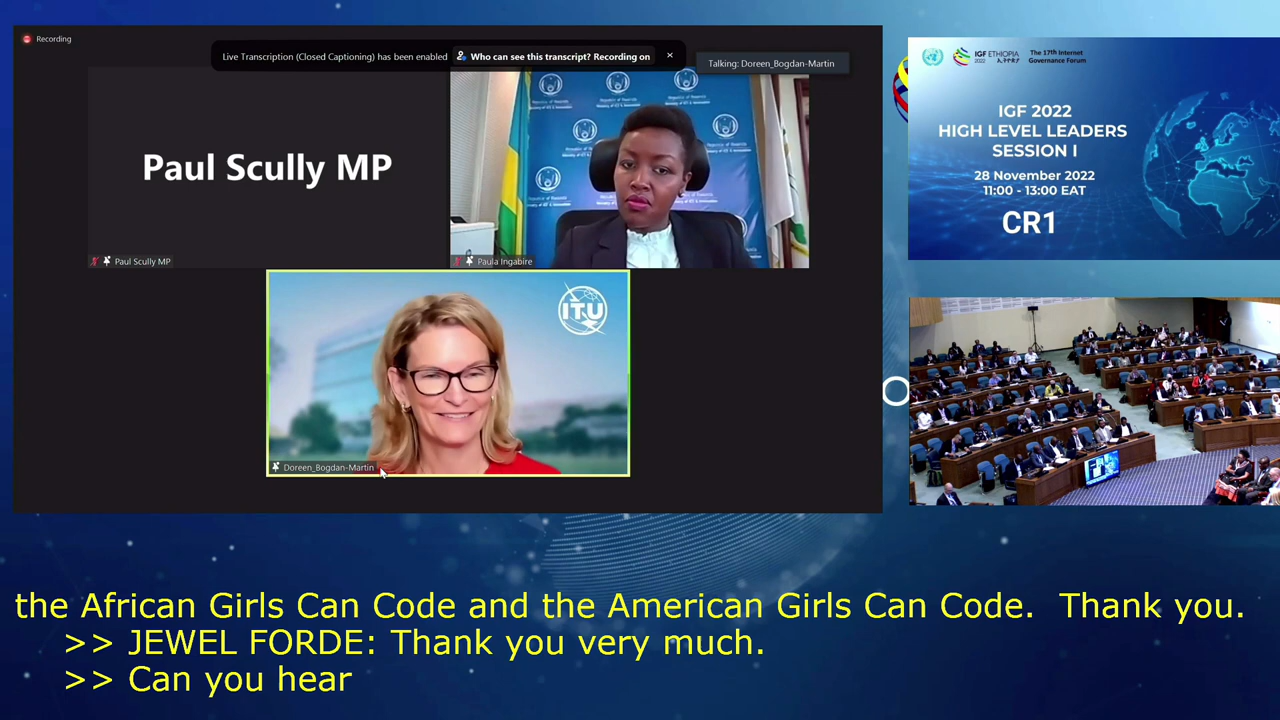 Recording
Live Transcription (Closed Captioning) has been enabled
Who can see this transcript? Recording on
Talking: Doreen_Bogdan-Martin
Paul Scully MP
Paul Scully MP
Paula Ingabire
ITU
Doreen_Bogdan-Martin
IGF ETHIOPIA
2022 ኢትዮጵያ
The 17th Internet
Governance Forum
IGF 2022
HIGH LEVEL LEADERS
SESSION I
28 November 2022
11:00 - 13:00 EAT
CR1
the African Girls Can Code and the American Girls Can Code. Thank you.
>> JEWEL FORDE: Thank you very much.
>> Can you hear